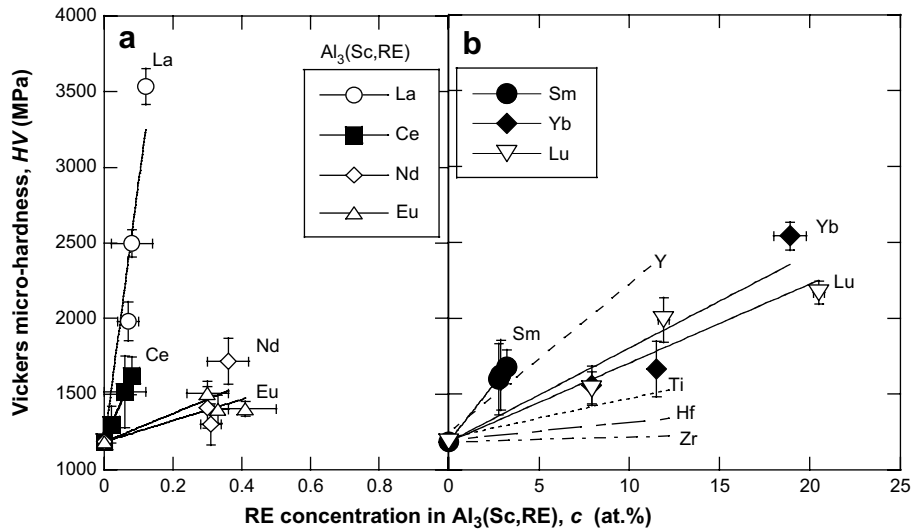 a
La
Al3(Sc,RE)
La
Ce
Nd
Eu
Ce
Nd
Eu
b
Sm
Yb
Lu
Yb
Y
Lu
Sm
Ti
Hf
Zr
Vickers micro-hardness, HV (MPa)
4000
3500
3000
2500
2000
1500
1000
0 0.2 0.4 0.6 0.8 0 5 10 15 20 25
RE concentration in Al3(Sc,RE), c (at.%)